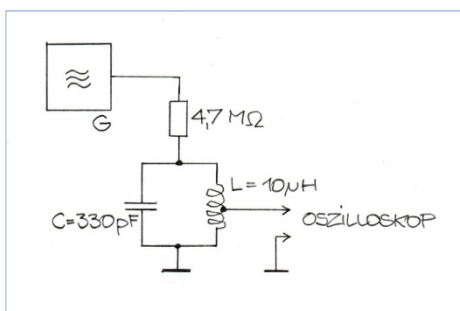 G
4,7 MΩ
L = 10µH
C=330pF
OSZILLOSKOP